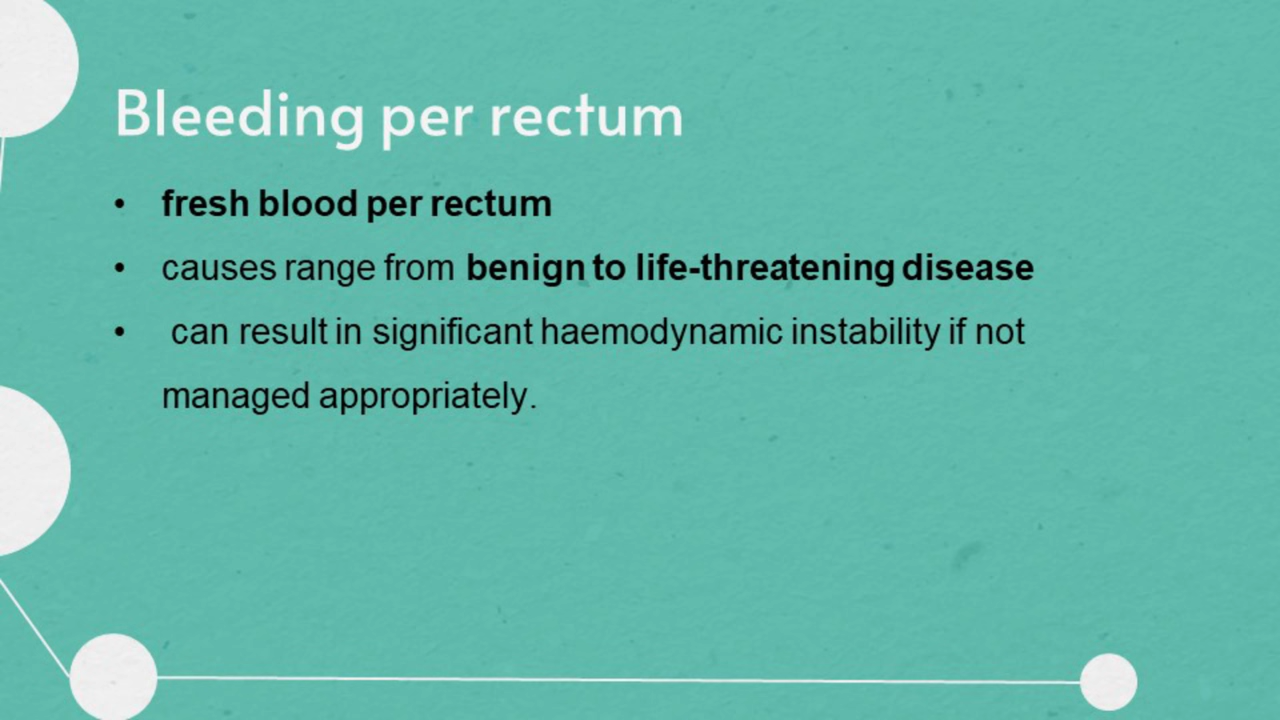 Bleeding per rectum
• fresh blood per rectum
• causes range from benign to life-threatening disease
• can result in significant haemodynamic instability if not
managed appropriately.